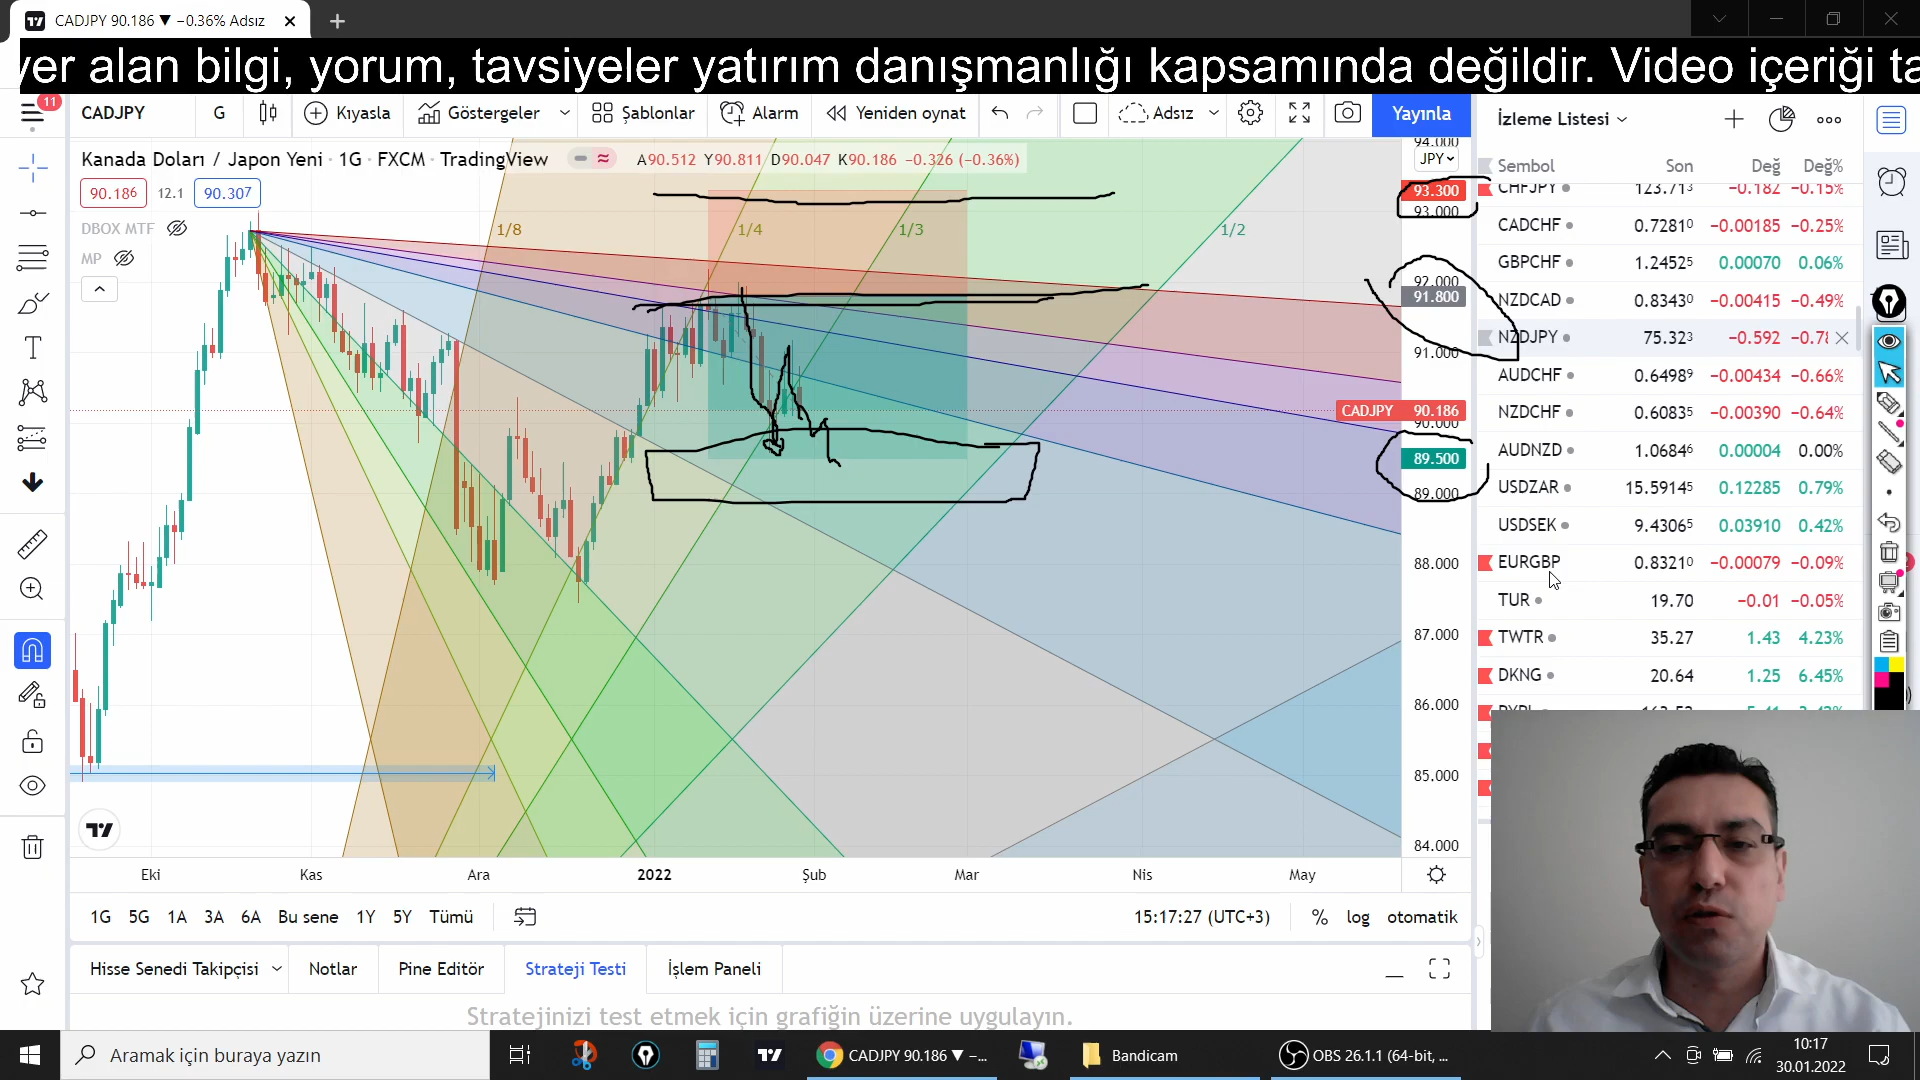 CADJPY 90.186 ▼ −0.36% Adsız
yer alan bilgi, yorum, tavsiyeler yatırım danışmanlığı kapsamında değildir. Video içeriği ta
11
CADJPY G Kıyasla Göstergeler Şablonlar Alarm Yeniden oynat Adsız Yayınla
Kanada Doları / Japon Yeni · 1G · FXCM · TradingView A90.512 Y90.811 D90.047 K90.186 −0.326 (−0.36%)
90.186 12.1 90.307
DBOX MTF
MP
1/8 1/4 1/3 1/2
94.000
JPY
93.300
93.000
92.000
91.800
91.000
CADJPY 90.186
90.000
89.500
89.000
88.000
87.000
86.000
85.000
84.000
Eki Kas Ara 2022 Şub Mar Nis May
1G 5G 1A 3A 6A Bu sene 1Y 5Y Tümü 15:17:27 (UTC+3) % log otomatik
Hisse Senedi Takipçisi Notlar Pine Editör Strateji Testi İşlem Paneli
Stratejinizi test etmek için grafiğin üzerine uygulayın.
İzleme Listesi
Sembol Son Değ Değ%
CHFJPY 123.713 −0.182 −0.15%
CADCHF 0.72810 −0.00185 −0.25%
GBPCHF 1.24525 0.00070 0.06%
NZDCAD 0.83430 −0.00415 −0.49%
NZDJPY 75.323 −0.592 −0.78
AUDCHF 0.64989 −0.00434 −0.66%
NZDCHF 0.60835 −0.00390 −0.64%
AUDNZD 1.06846 0.00004 0.00%
USDZAR 15.59145 0.12285 0.79%
USDSEK 9.43065 0.03910 0.42%
EURGBP 0.83210 −0.00079 −0.09%
TUR 19.70 −0.01 −0.05%
TWTR 35.27 1.43 4.23%
DKNG 20.64 1.25 6.45%
Aramak için buraya yazın
CADJPY 90.186 ▼ −...
Bandicam
OBS 26.1.1 (64-bit, ...
10:17
30.01.2022